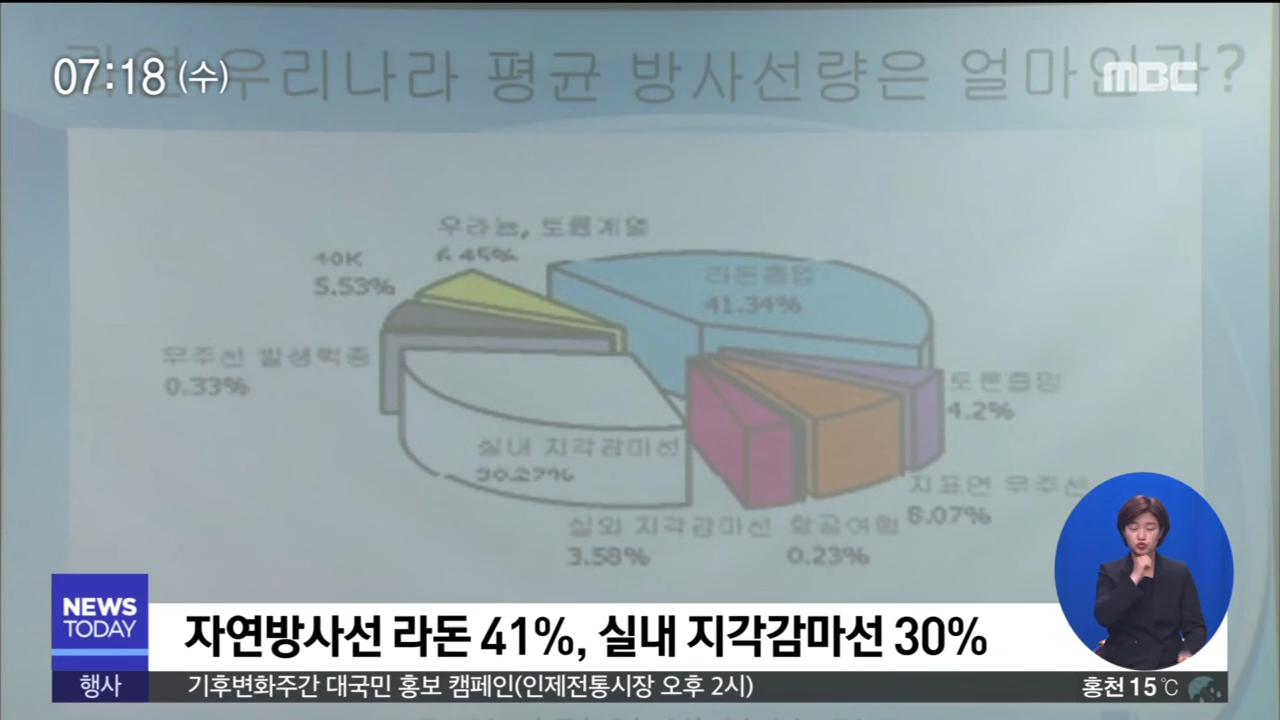 07:18 (수)
우리나라 평균 방사선량은
MBC
우라늄, 토륨계열
6.45%
40K
5.53%
라돈흡입
41.34%
우주선 발생핵종
0.33%
토론흡입
4.2%
실내 지각감마선
30.27%
지표면 우주선
실외 지각감마선
3.58%
항공여행
0.23%
NEWS
TODAY
자연방사선 라돈 41%, 실내 지각감마선 30%
행사
기후변화주간 대국민 홍보 캠페인(인제전통시장 오후 2시)
홍천 15℃